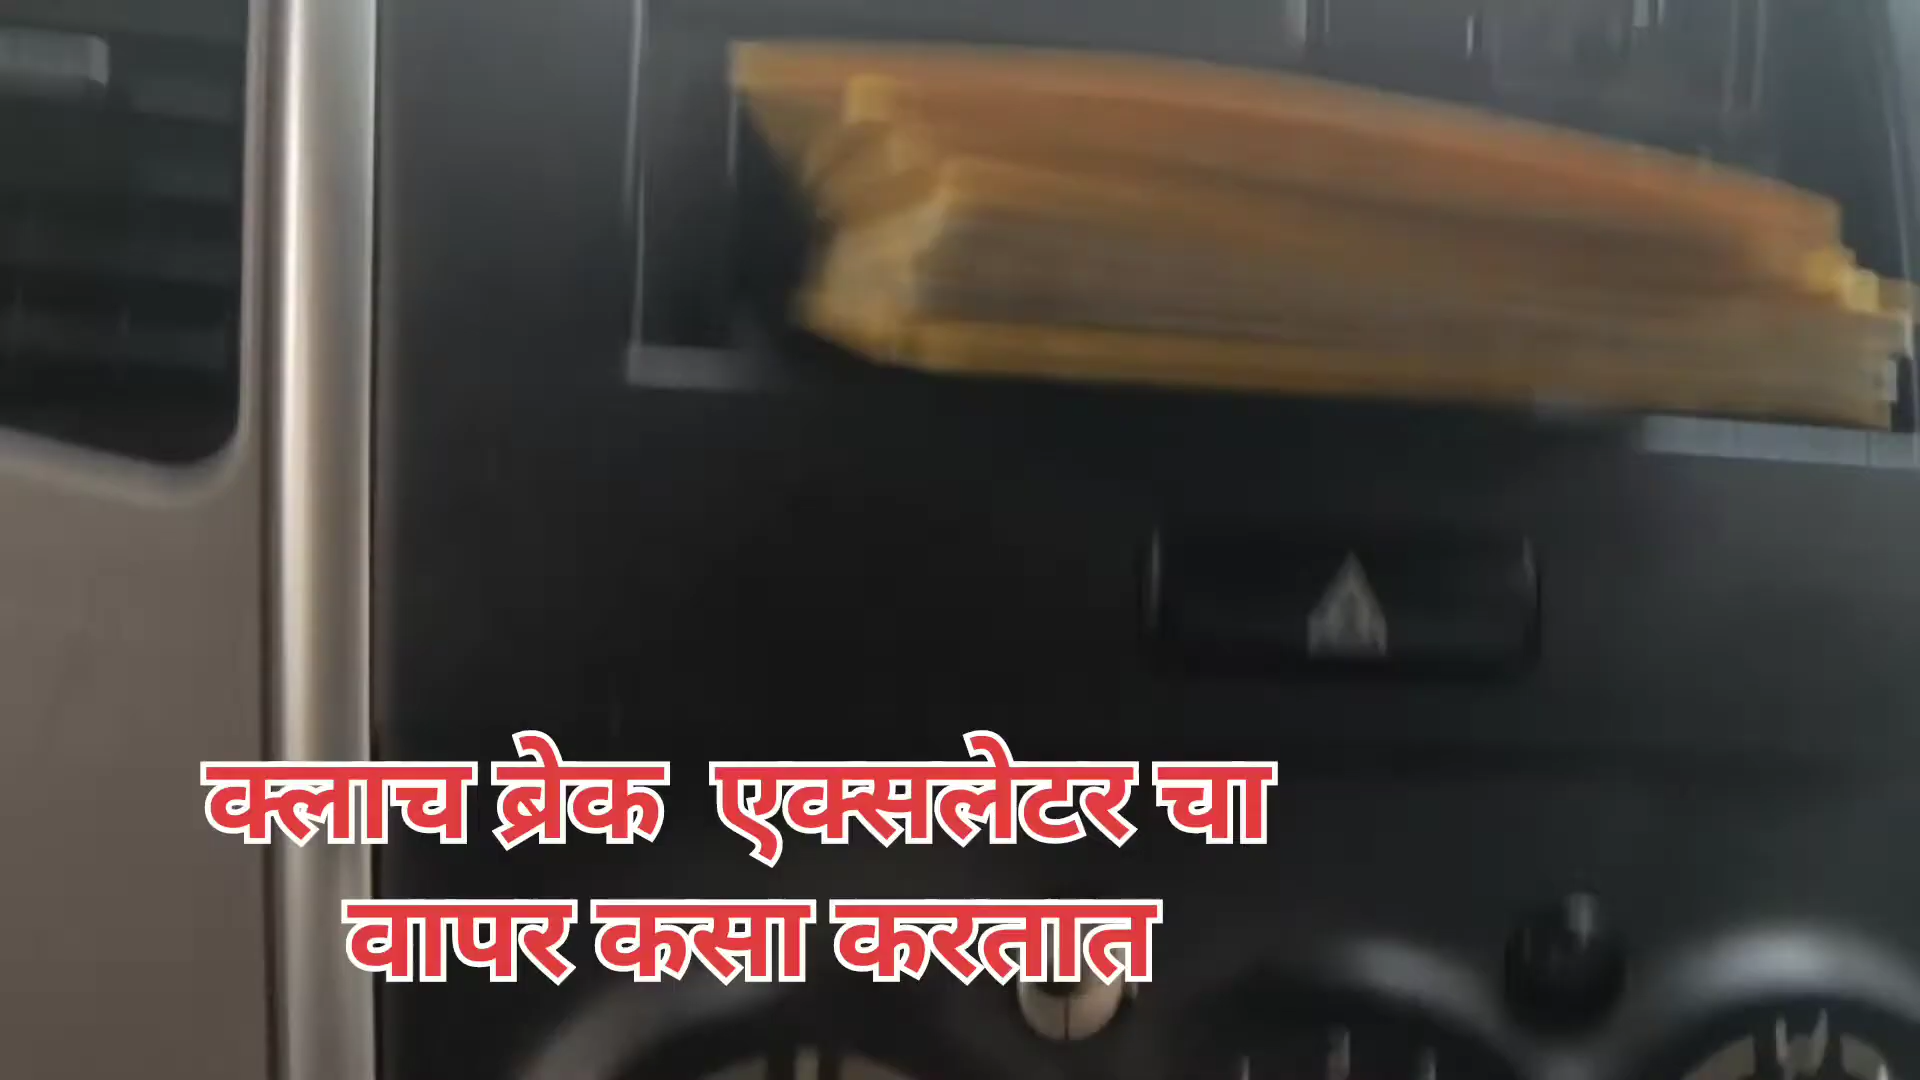 क्लाच ब्रेक एक्सलेटर चा
वापर कसा करतात